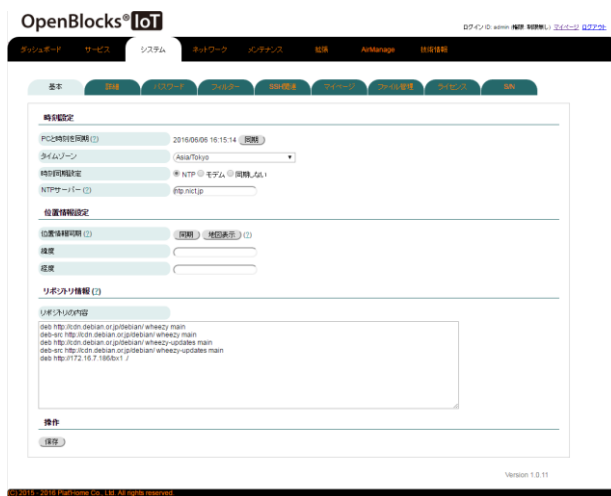 OpenBlocks® IoT
ログインID: admin (権限: 制限無し) マイページ ログアウト
ダッシュボード サービス システム ネットワーク メンテナンス 拡張 AirManage 技術情報
基本 詳細 パスワード フィルター SSH関連 マイページ ファイル管理 ライセンス S/N
時刻設定
PCと時刻を同期 (?) 2016/06/06 16:15:14 同期
タイムゾーン Asia/Tokyo
時刻同期設定 NTP モデム 同期しない
NTPサーバー (?) ntp.nict.jp
位置情報設定
位置情報同期 (?) 同期 地図表示 (?)
緯度
経度
リポジトリ情報 (?)
リポジトリの内容
deb http://cdn.debian.or.jp/debian/ wheezy main
deb-src http://cdn.debian.or.jp/debian/ wheezy main
deb http://cdn.debian.or.jp/debian/ wheezy-updates main
deb-src http://cdn.debian.or.jp/debian/ wheezy-updates main
deb http://172.16.7.186/bx1 ./
操作
保存
Version 1.0.11
(C) 2015 - 2016 Plat'Home Co., Ltd. All rights reserved.